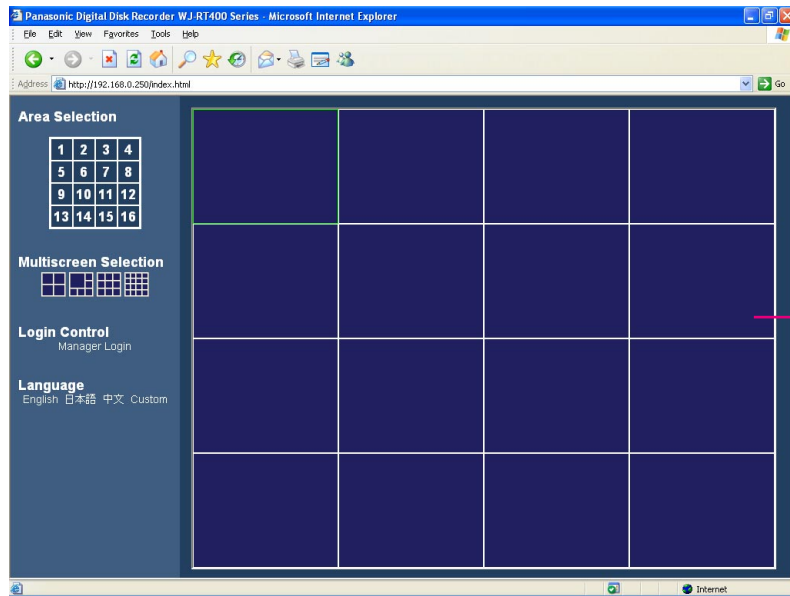 Panasonic Digital Disk Recorder WJ-RT400 Series - Microsoft Internet Explorer
File Edit View Favorites Tools Help
Address http://192.168.0.250/index.html Go
Area Selection
1 2 3 4
5 6 7 8
9 10 11 12
13 14 15 16
Multiscreen Selection
Login Control
Manager Login
Language
English 日本語 中文 Custom
Internet